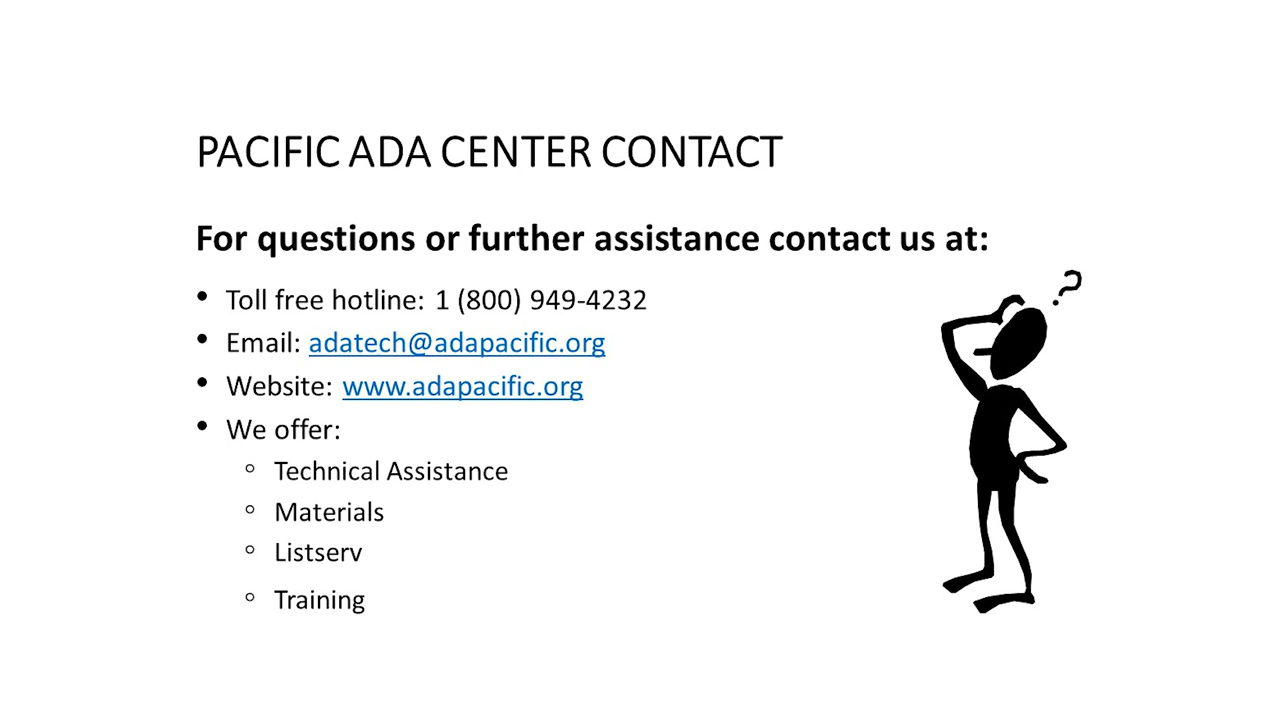 PACIFIC ADA CENTER CONTACT
For questions or further assistance contact us at:
• Toll free hotline: 1 (800) 949-4232
• Email: adatech@adapacific.org
• Website: www.adapacific.org
• We offer:
◦ Technical Assistance
◦ Materials
◦ Listserv
◦ Training
?